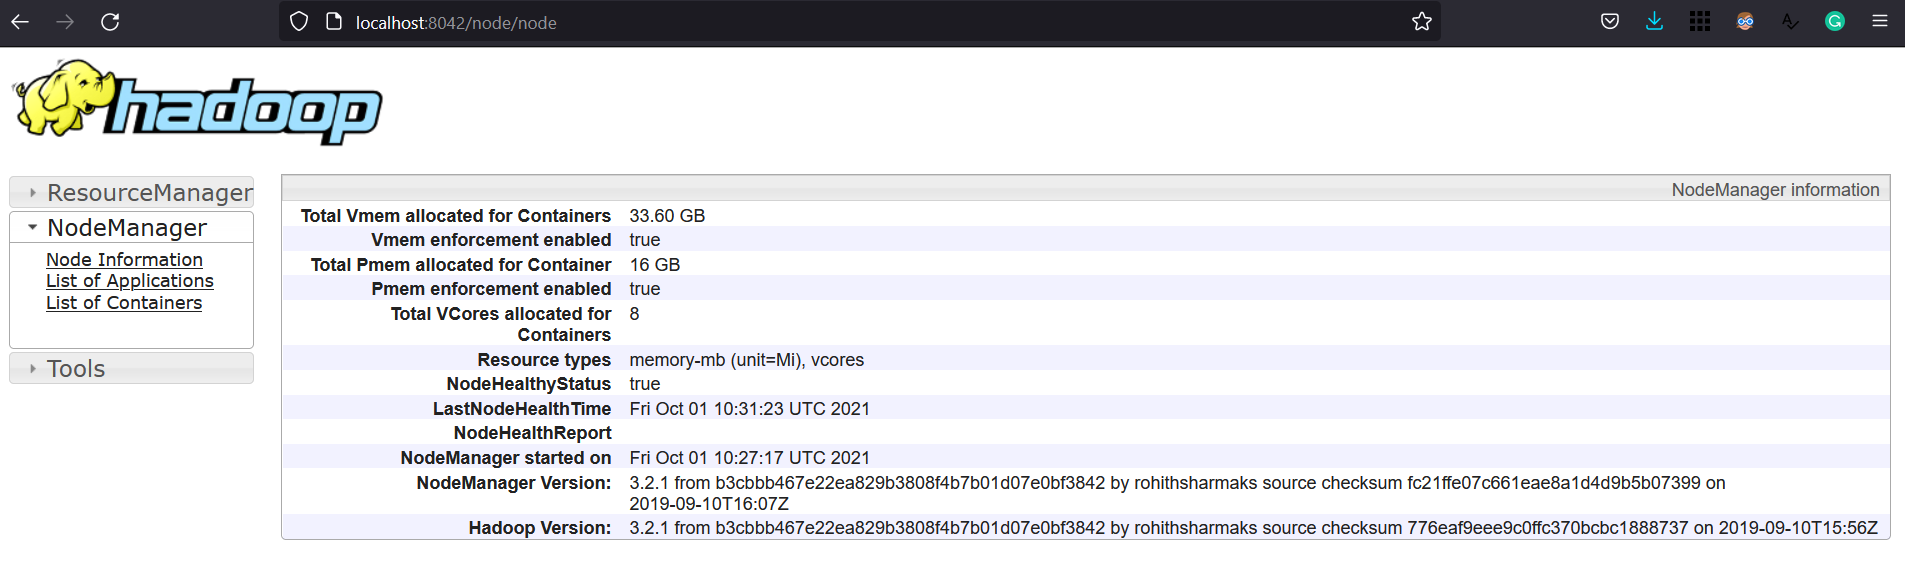 localhost:8042/node/node
hadoop
ResourceManager
NodeManager
Node Information
List of Applications
List of Containers
Tools
NodeManager information
Total Vmem allocated for Containers 33.60 GB
Vmem enforcement enabled true
Total Pmem allocated for Container 16 GB
Pmem enforcement enabled true
Total VCores allocated for 8
Containers
Resource types memory-mb (unit=Mi), vcores
NodeHealthyStatus true
LastNodeHealthTime Fri Oct 01 10:31:23 UTC 2021
NodeHealthReport
NodeManager started on Fri Oct 01 10:27:17 UTC 2021
NodeManager Version: 3.2.1 from b3cbbb467e22ea829b3808f4b7b01d07e0bf3842 by rohithsharmaks source checksum fc21ffe07c661eae8a1d4d9b5b07399 on
2019-09-10T16:07Z
Hadoop Version: 3.2.1 from b3cbbb467e22ea829b3808f4b7b01d07e0bf3842 by rohithsharmaks source checksum 776eaf9eee9c0ffc370bcbc1888737 on 2019-09-10T15:56Z